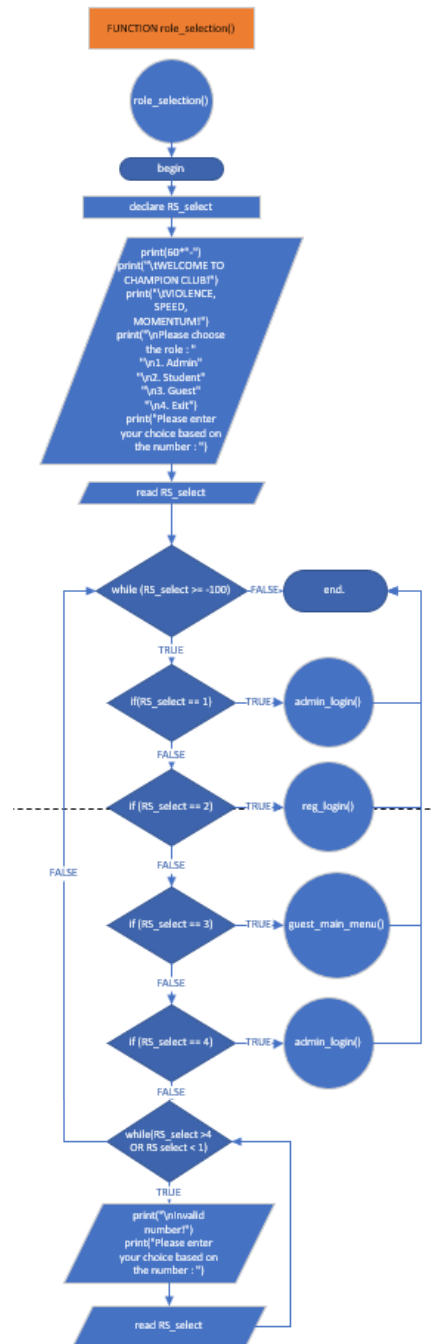 FUNCTION role_selection()
role_selection()
begin
declare RS_select
print(60*"-")
print("\tWELCOME TO
CHAMPION CLUB!")
print("\tVIOLENCE,
SPEED,
MOMENTUM!")
print("\nPlease choose
the role : "
"\n1. Admin"
"\n2. Student"
"\n3. Guest"
"\n4. Exit")
print("Please enter
your choice based on
the number : ")
read RS_select
while (RS_select >= -100)
FALSE
end.
TRUE
if(RS_select == 1)
TRUE
admin_login()
FALSE
if (RS_select == 2)
TRUE
reg_login()
FALSE
FALSE
if (RS_select == 3)
TRUE
guest_main_menu()
FALSE
if (RS_select == 4)
TRUE
admin_login()
FALSE
while(RS_select >4
OR RS select < 1)
TRUE
print("\nInvalid
number!")
print("Please enter
your choice based on
the number : ")
read RS_select